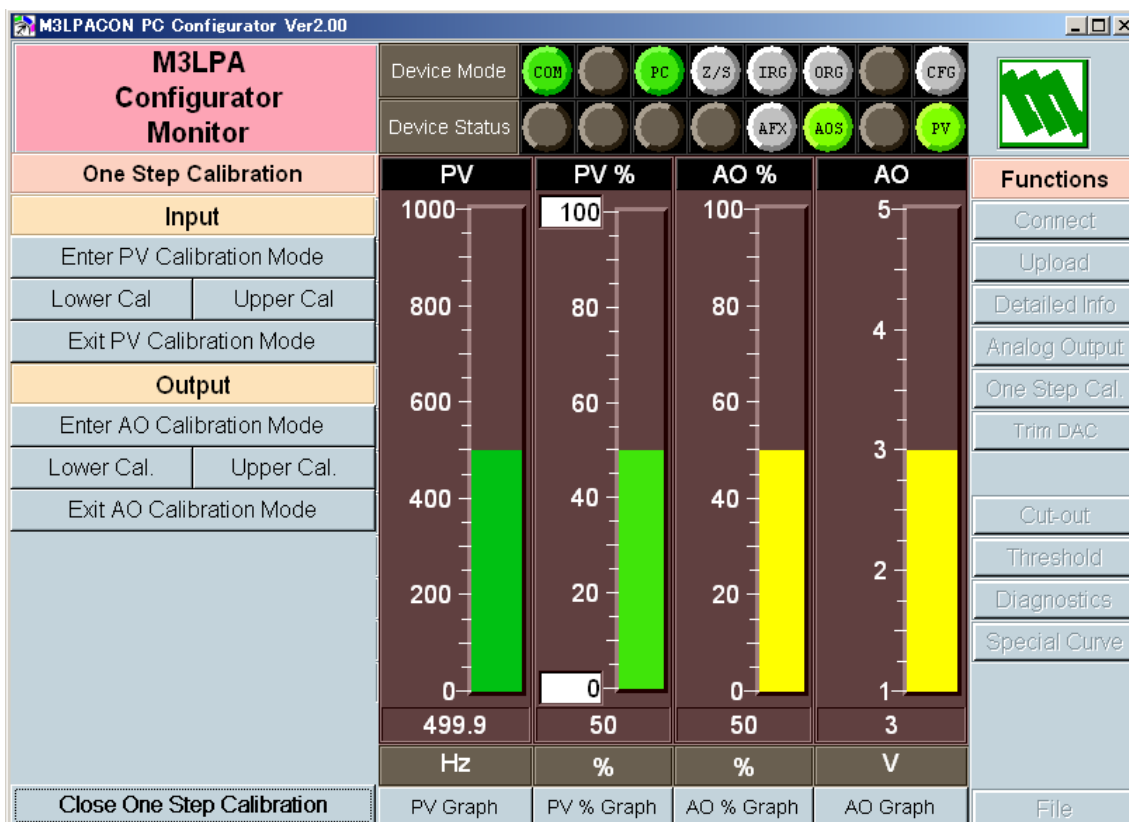 M3LPACON PC Configurator Ver2.00
M3LPA
Configurator
Monitor
Device Mode
COM
PC
Z/S
IRG
ORG
CFG
Device Status
AFX
AOS
PV
One Step Calibration
Input
Enter PV Calibration Mode
Lower Cal
Upper Cal
Exit PV Calibration Mode
Output
Enter AO Calibration Mode
Lower Cal.
Upper Cal.
Exit AO Calibration Mode
Close One Step Calibration
PV
1000
800
600
400
200
0
499.9
Hz
PV Graph
PV %
100
80
60
40
20
0
50
%
PV % Graph
AO %
100
80
60
40
20
0
50
%
AO % Graph
AO
5
4
3
2
1
3
V
AO Graph
Functions
Connect
Upload
Detailed Info
Analog Output
One Step Cal.
Trim DAC
Cut-out
Threshold
Diagnostics
Special Curve
File